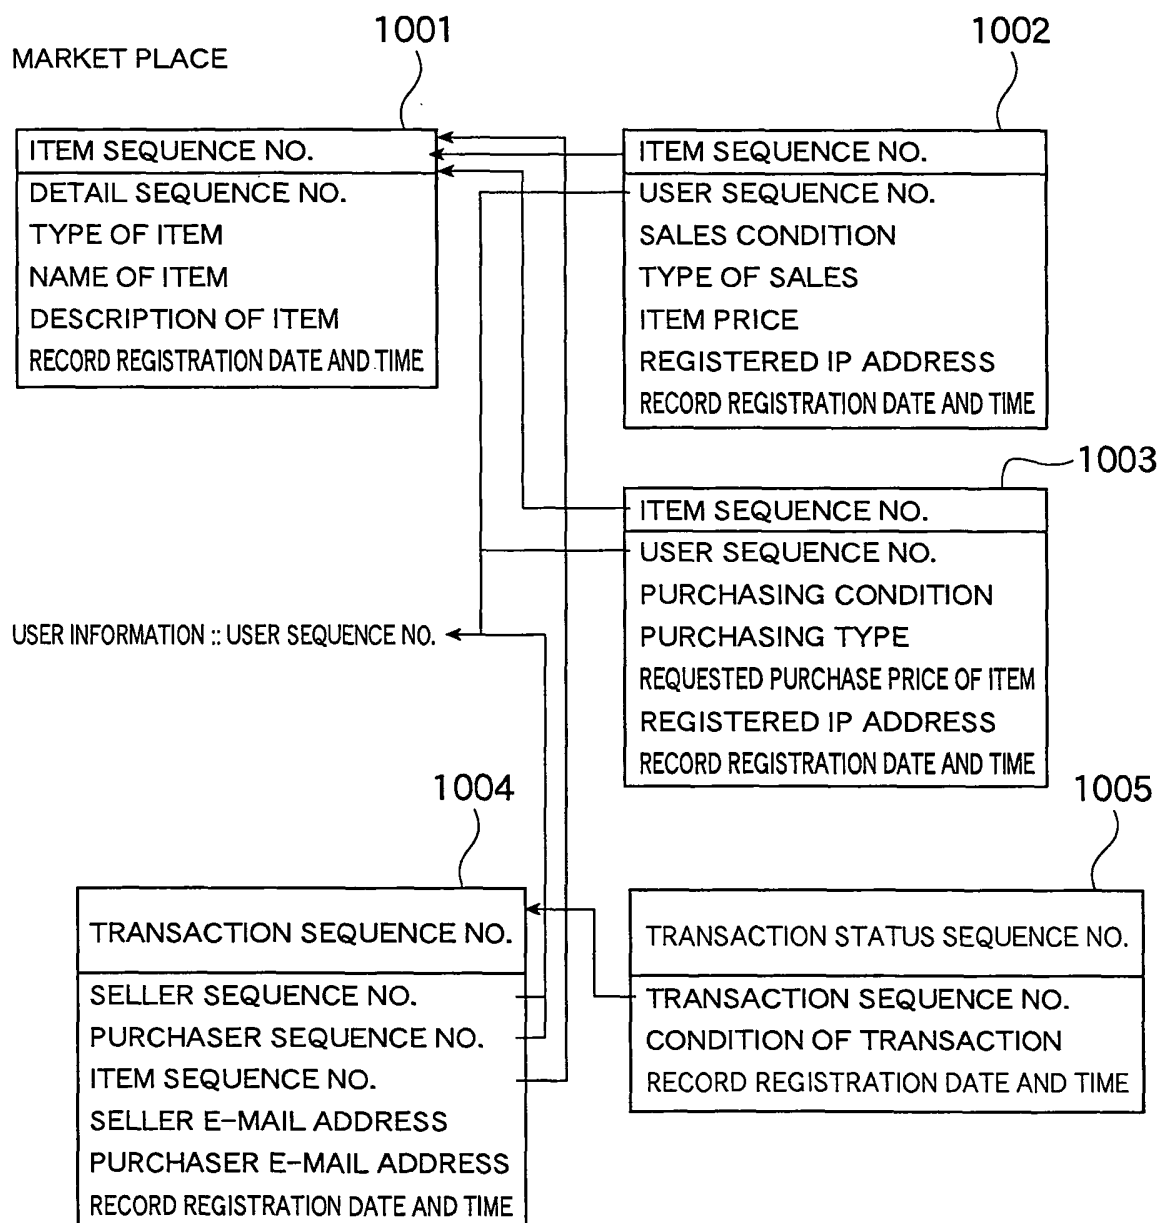 MARKET PLACE
1001
ITEM SEQUENCE NO.
DETAIL SEQUENCE NO.
TYPE OF ITEM
NAME OF ITEM
DESCRIPTION OF ITEM
RECORD REGISTRATION DATE AND TIME
1002
ITEM SEQUENCE NO.
USER SEQUENCE NO.
SALES CONDITION
TYPE OF SALES
ITEM PRICE
REGISTERED IP ADDRESS
RECORD REGISTRATION DATE AND TIME
1003
ITEM SEQUENCE NO.
USER SEQUENCE NO.
PURCHASING CONDITION
PURCHASING TYPE
REQUESTED PURCHASE PRICE OF ITEM
REGISTERED IP ADDRESS
RECORD REGISTRATION DATE AND TIME
USER INFORMATION :: USER SEQUENCE NO.
1004
TRANSACTION SEQUENCE NO.
SELLER SEQUENCE NO.
PURCHASER SEQUENCE NO.
ITEM SEQUENCE NO.
SELLER E-MAIL ADDRESS
PURCHASER E-MAIL ADDRESS
RECORD REGISTRATION DATE AND TIME
1005
TRANSACTION STATUS SEQUENCE NO.
TRANSACTION SEQUENCE NO.
CONDITION OF TRANSACTION
RECORD REGISTRATION DATE AND TIME